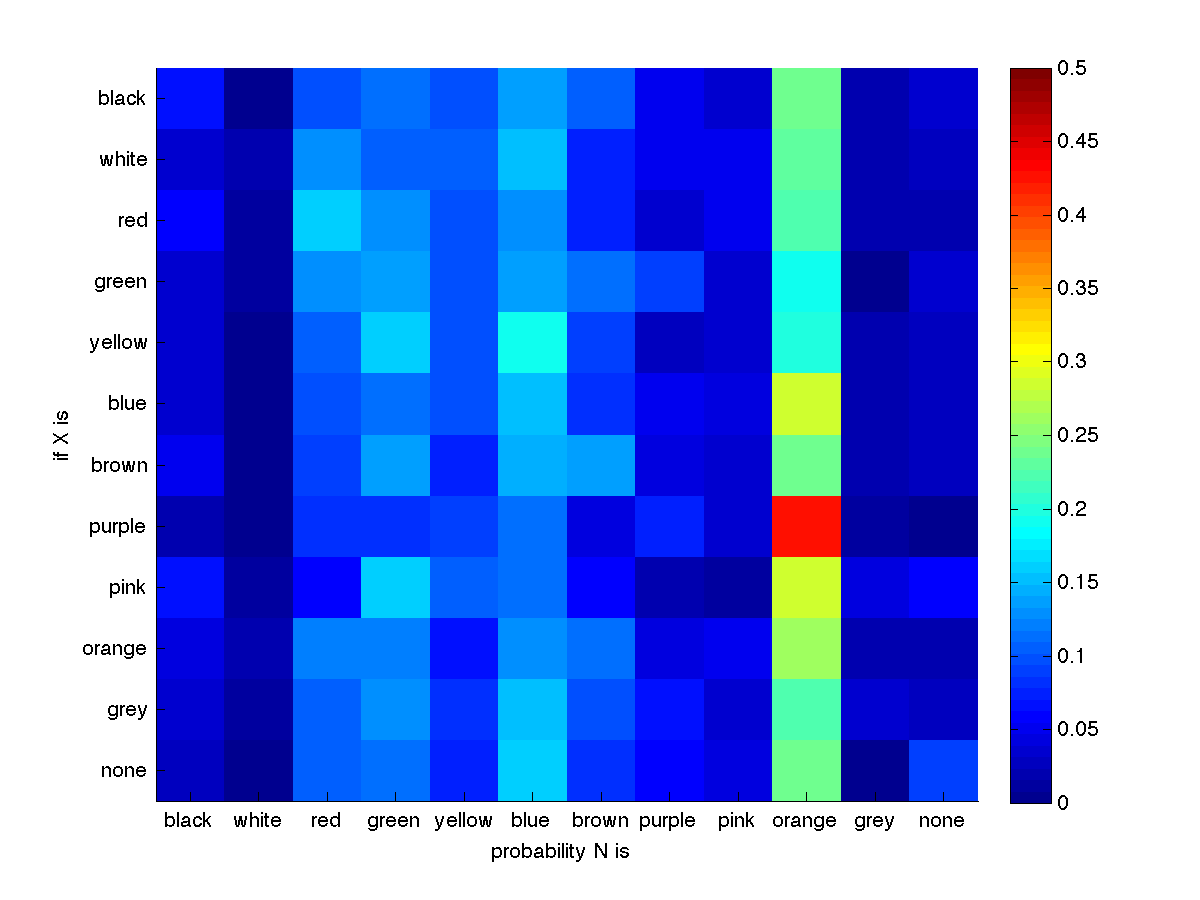 if X is
black
white
red
green
yellow
blue
brown
purple
pink
orange
grey
none
black white red green yellow blue brown purple pink orange grey none
probability N is
0.5
0.45
0.4
0.35
0.3
0.25
0.2
0.15
0.1
0.05
0